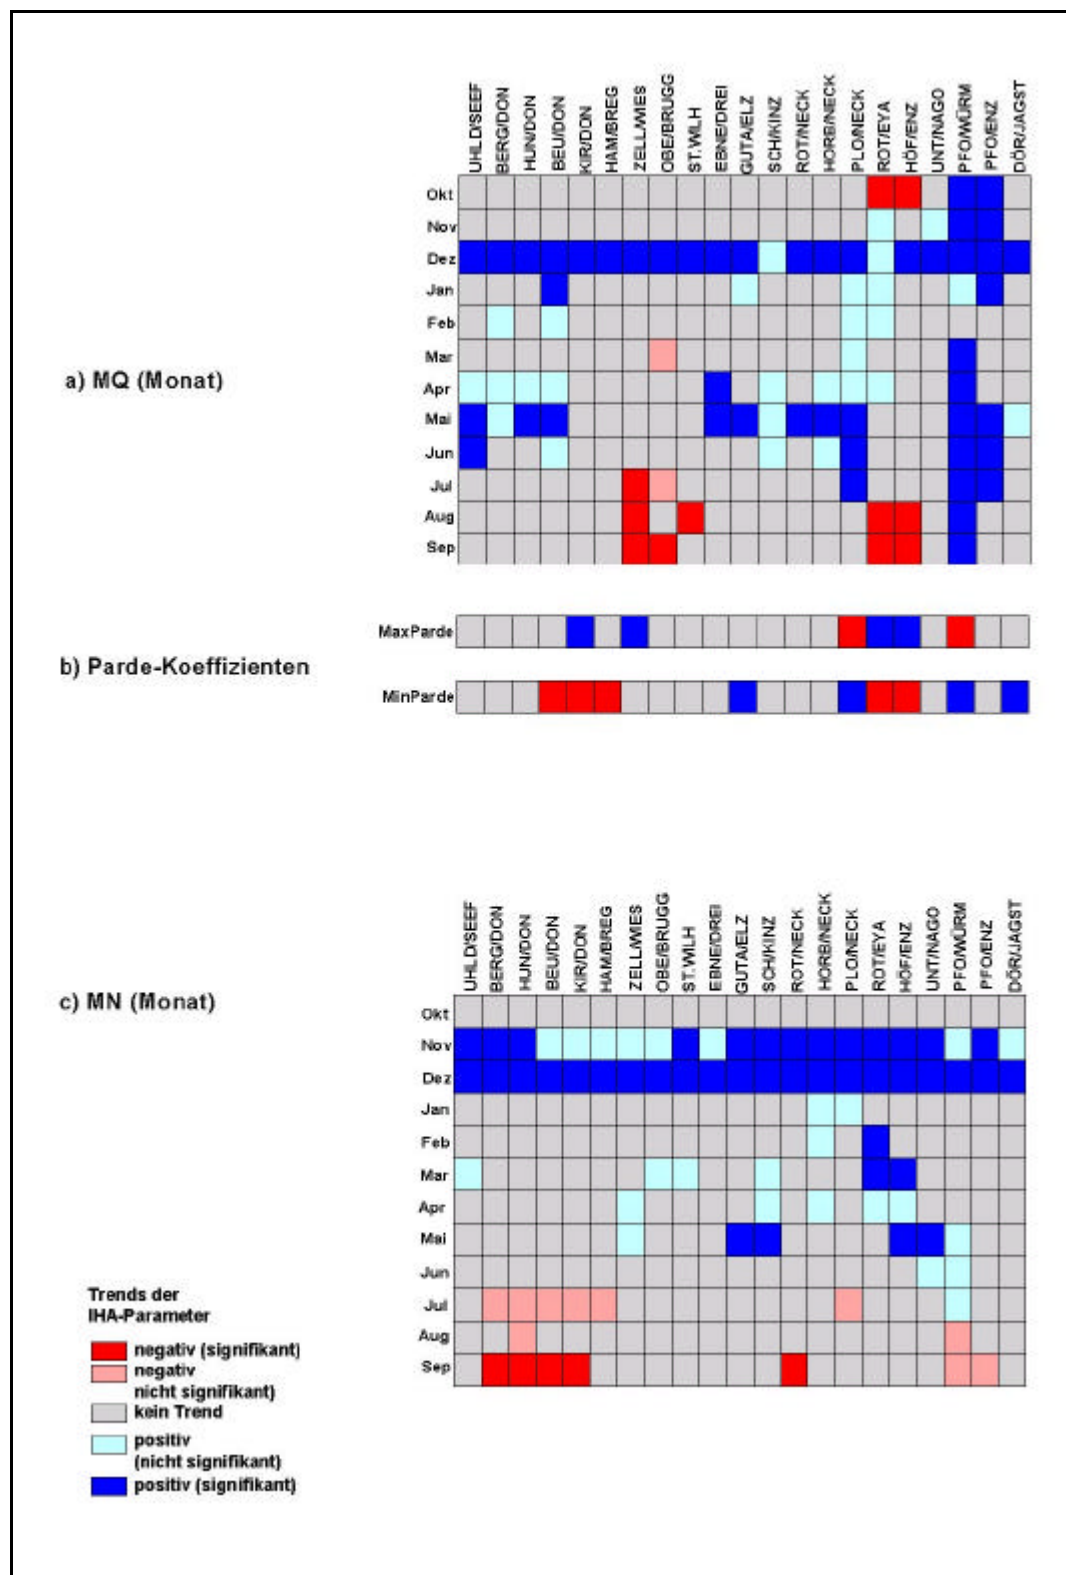 UHLD/SEEF
BERG/DON
HUN/DON
BEU/DON
KIR/DON
HAM/BREG
ZELL/WIES
OBE/BRUGG
ST.WILH
EBNE/DREI
GUTA/ELZ
SCH/KINZ
ROT/NECK
HORB/NECK
PLO/NECK
ROT/EYA
HÖF/ENZ
UNT/NAGO
PFO/WÜRM
PFO/ENZ
DÖR/JAGST
Okt
Nov
Dez
Jan
Feb
Mar
a) MQ (Monat)
Apr
Mai
Jun
Jul
Aug
Sep
MaxParde
b) Parde-Koeffizienten
MinParde
UHLD/SEEF
BERG/DON
HUN/DON
BEU/DON
KIR/DON
HAM/BREG
ZELL/WIES
OBE/BRUGG
ST.WILH
EBNE/DREI
GUTA/ELZ
SCH/KINZ
ROT/NECK
HORB/NECK
PLO/NECK
ROT/EYA
HÖF/ENZ
UNT/NAGO
PFO/WÜRM
PFO/ENZ
DÖR/JAGST
c) MN (Monat)
Okt
Nov
Dez
Jan
Feb
Mar
Apr
Mai
Jun
Jul
Aug
Sep
Trends der
IHA-Parameter
negativ (signifikant)
negativ
nicht signifikant)
kein Trend
positiv
(nicht signifikant)
positiv (signifikant)